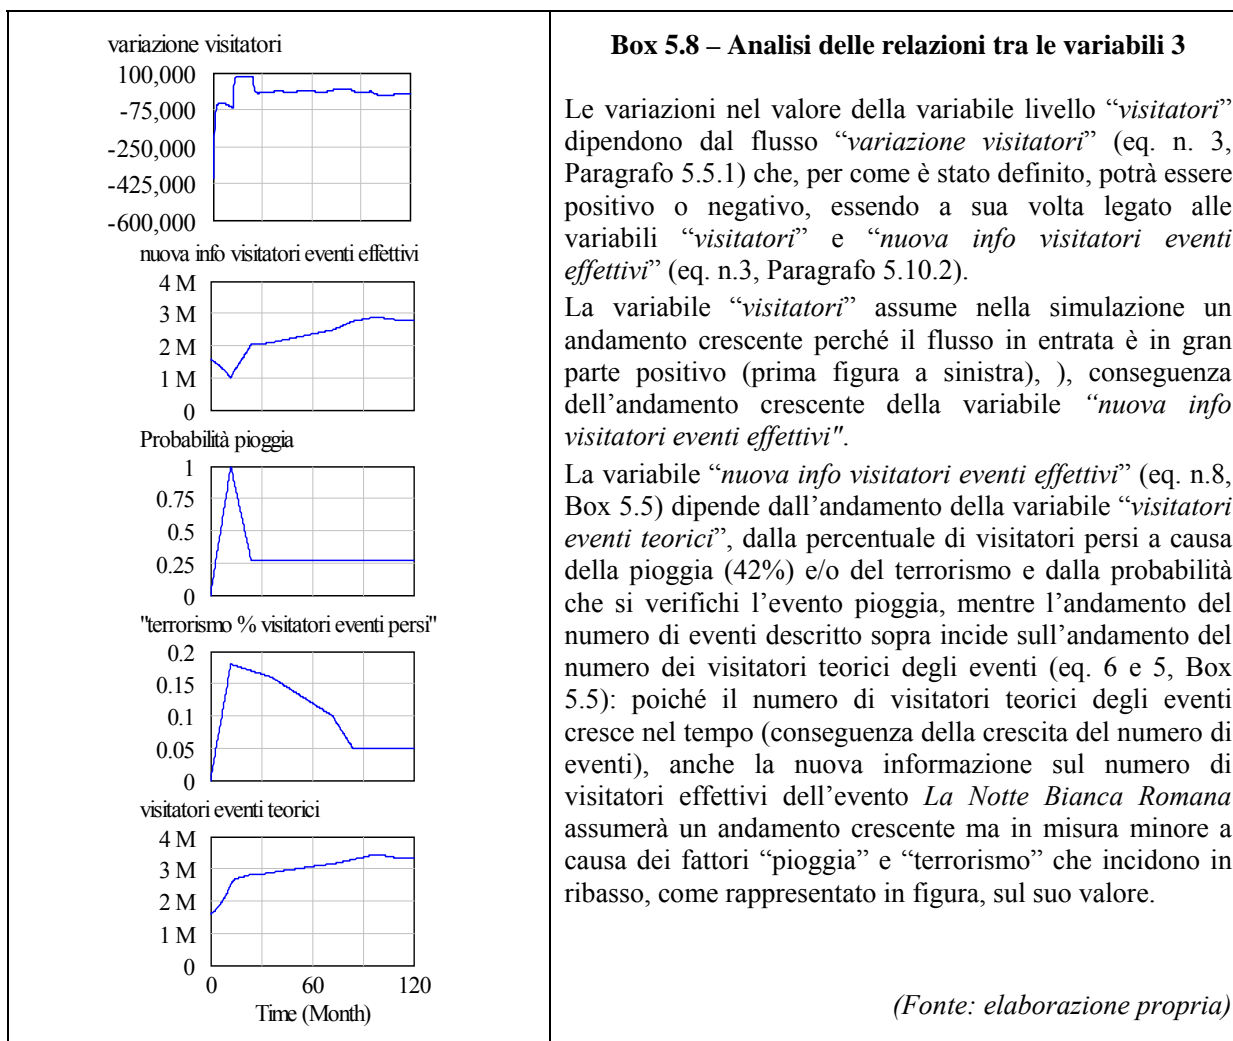 variazione visitatori
100,000
-75,000
-250,000
-425,000
-600,000
nuova info visitatori eventi effettivi
4 M
3 M
2 M
1 M
0
Probabilità pioggia
1
0.75
0.5
0.25
0
"terrorismo % visitatori eventi persi"
0.2
0.15
0.1
0.05
0
visitatori eventi teorici
4 M
3 M
2 M
1 M
0
0 60 120
Time (Month)
Box 5.8 – Analisi delle relazioni tra le variabili 3
Le variazioni nel valore della variabile livello “visitatori”
dipendono dal flusso “variazione visitatori” (eq. n. 3,
Paragrafo 5.5.1) che, per come è stato definito, potrà essere
positivo o negativo, essendo a sua volta legato alle
variabili “visitatori” e “nuova info visitatori eventi
effettivi” (eq. n.3, Paragrafo 5.10.2).
La variabile “visitatori” assume nella simulazione un
andamento crescente perché il flusso in entrata è in gran
parte positivo (prima figura a sinistra), ), conseguenza
dell’andamento crescente della variabile “nuova info
visitatori eventi effettivi".
La variabile “nuova info visitatori eventi effettivi” (eq. n.8,
Box 5.5) dipende dall’andamento della variabile “visitatori
eventi teorici”, dalla percentuale di visitatori persi a causa
della pioggia (42%) e/o del terrorismo e dalla probabilità
che si verifichi l’evento pioggia, mentre l’andamento del
numero di eventi descritto sopra incide sull’andamento del
numero dei visitatori teorici degli eventi (eq. 6 e 5, Box
5.5): poiché il numero di visitatori teorici degli eventi
cresce nel tempo (conseguenza della crescita del numero di
eventi), anche la nuova informazione sul numero di
visitatori effettivi dell’evento La Notte Bianca Romana
assumerà un andamento crescente ma in misura minore a
causa dei fattori “pioggia” e “terrorismo” che incidono in
ribasso, come rappresentato in figura, sul suo valore.
(Fonte: elaborazione propria)